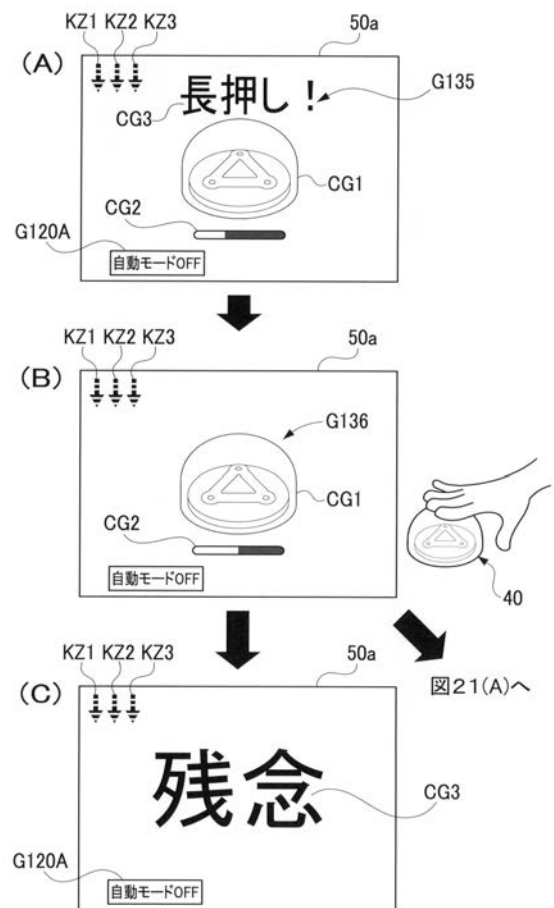 KZ1 KZ2 KZ3
50a
(A)
長押し！
G135
CG3
CG1
CG2
G120A
自動モードOFF
KZ1 KZ2 KZ3
50a
(B)
G136
CG1
CG2
自動モードOFF
40
KZ1 KZ2 KZ3
50a
図21(A)へ
(C)
残念
CG3
G120A
自動モードOFF